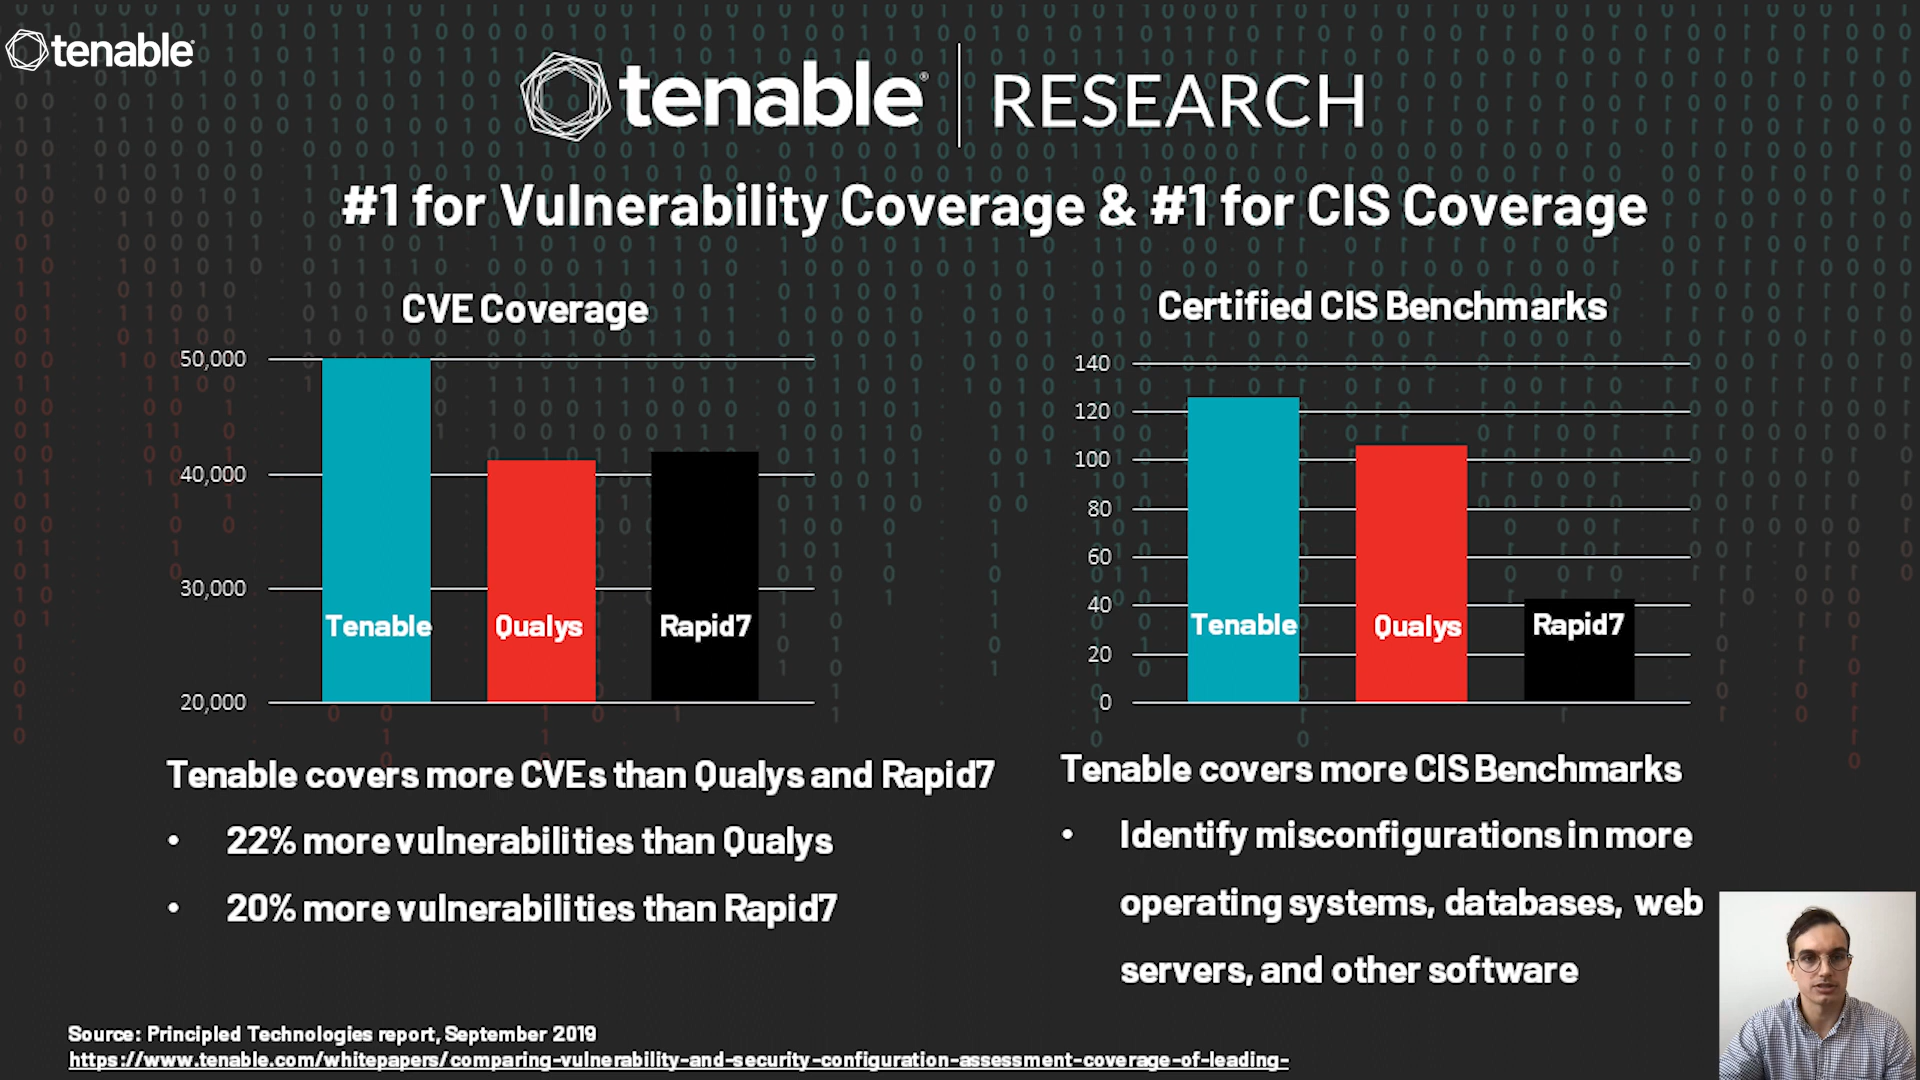 tenable
tenable® | RESEARCH
#1 for Vulnerability Coverage & #1 for CIS Coverage
CVE Coverage
50,000
40,000
30,000
20,000
Tenable
Qualys
Rapid7
Tenable covers more CVEs than Qualys and Rapid7
• 22% more vulnerabilities than Qualys
• 20% more vulnerabilities than Rapid7
Certified CIS Benchmarks
140
120
100
80
60
40
20
0
Tenable
Qualys
Rapid7
Tenable covers more CIS Benchmarks
• Identify misconfigurations in more
operating systems, databases, web
servers, and other software
Source: Principled Technologies report, September 2019
https://www.tenable.com/whitepapers/comparing-vulnerability-and-security-configuration-assessment-coverage-of-leading-